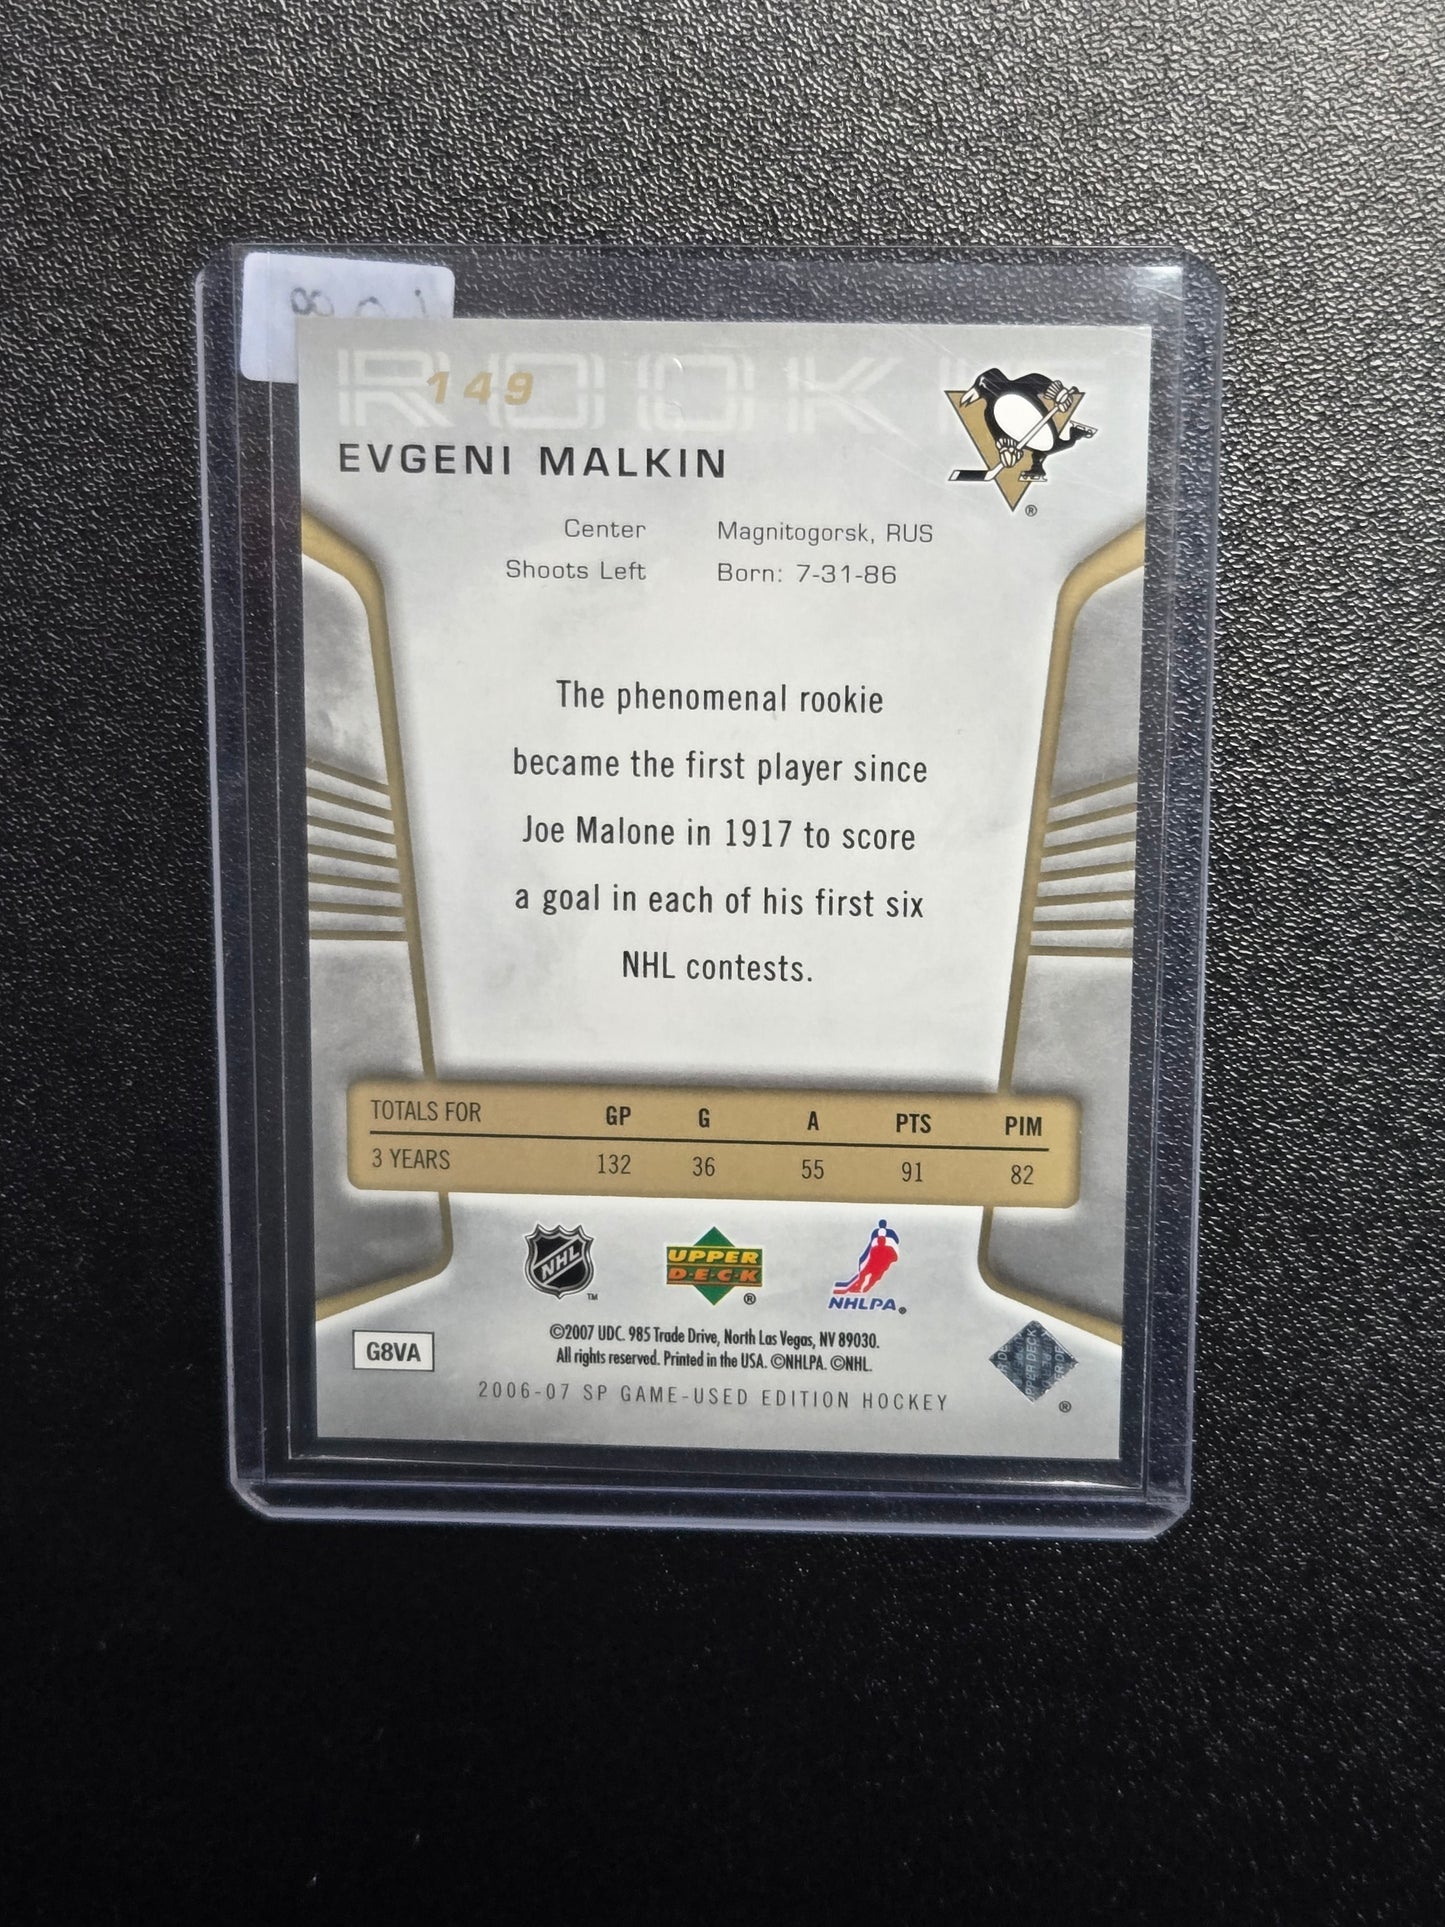 ROOKIE
149
EVGENI MALKIN
®
Center Magnitogorsk, RUS
Shoots Left Born: 7-31-86
The phenomenal rookie
became the first player since
Joe Malone in 1917 to score
a goal in each of his first six
NHL contests.
TOTALS FOR GP G A PTS PIM
3 YEARS 132 36 55 91 82
NHL ™
UPPER
DECK ®
NHLPA®
©2007 UDC. 985 Trade Drive, North Las Vegas, NV 89030.
All rights reserved. Printed in the USA. ©NHLPA. ©NHL.
G8VA
2006-07 SP GAME-USED EDITION HOCKEY
®